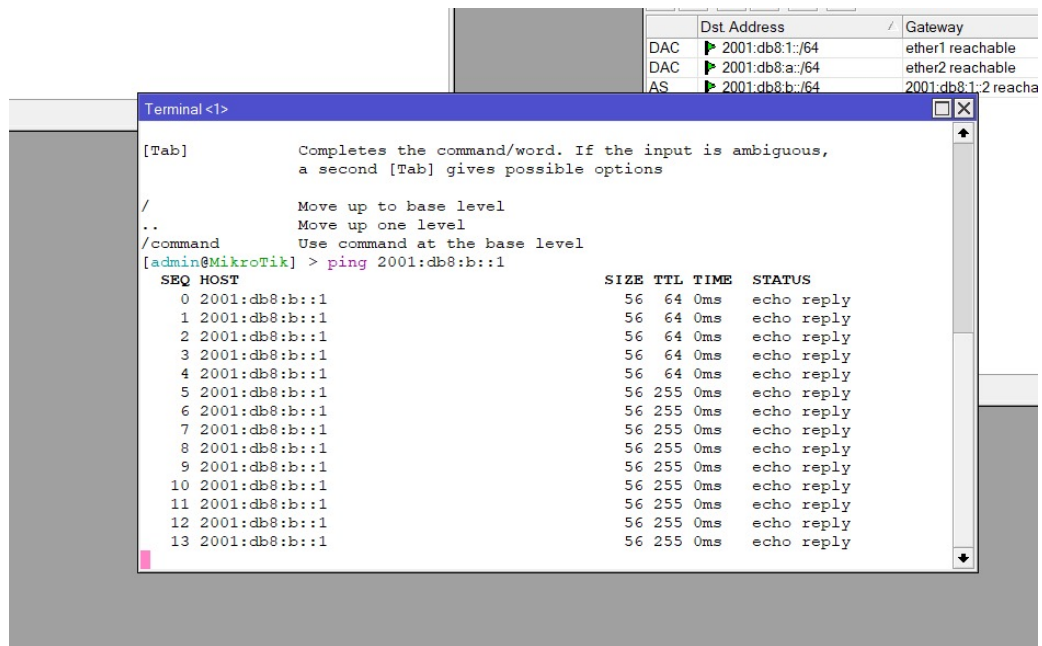 Dst. Address / Gateway
DAC 2001:db8:1::/64 ether1 reachable
DAC 2001:db8:a::/64 ether2 reachable
AS 2001:db8:b::/64 2001:db8:1::2 reacha
Terminal <1>
[Tab] Completes the command/word. If the input is ambiguous,
a second [Tab] gives possible options
/ Move up to base level
.. Move up one level
/command Use command at the base level
[admin@MikroTik] > ping 2001:db8:b::1
SEQ HOST SIZE TTL TIME STATUS
0 2001:db8:b::1 56 64 0ms echo reply
1 2001:db8:b::1 56 64 0ms echo reply
2 2001:db8:b::1 56 64 0ms echo reply
3 2001:db8:b::1 56 64 0ms echo reply
4 2001:db8:b::1 56 64 0ms echo reply
5 2001:db8:b::1 56 255 0ms echo reply
6 2001:db8:b::1 56 255 0ms echo reply
7 2001:db8:b::1 56 255 0ms echo reply
8 2001:db8:b::1 56 255 0ms echo reply
9 2001:db8:b::1 56 255 0ms echo reply
10 2001:db8:b::1 56 255 0ms echo reply
11 2001:db8:b::1 56 255 0ms echo reply
12 2001:db8:b::1 56 255 0ms echo reply
13 2001:db8:b::1 56 255 0ms echo reply